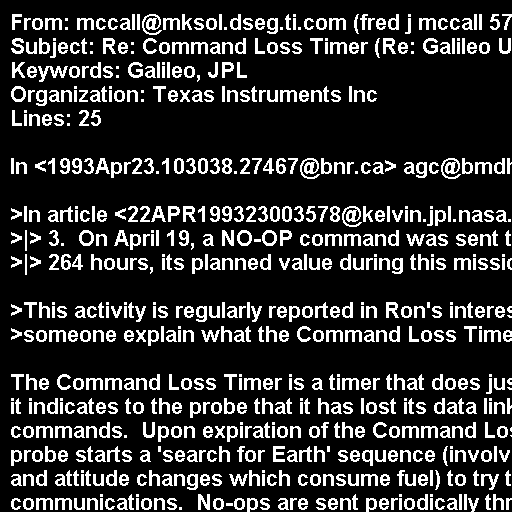 From: mccall@mksol.dseg.ti.com (fred j mccall 57
Subject: Re: Command Loss Timer (Re: Galileo U
Keywords: Galileo, JPL
Organization: Texas Instruments Inc
Lines: 25

In <1993Apr23.103038.27467@bnr.ca> agc@bmdh

>In article <22APR199323003578@kelvin.jpl.nasa.
>|> 3.  On April 19, a NO-OP command was sent t
>|> 264 hours, its planned value during this missio

>This activity is regularly reported in Ron's interes
>someone explain what the Command Loss Time

The Command Loss Timer is a timer that does jus
it indicates to the probe that it has lost its data link
commands.  Upon expiration of the Command Los
probe starts a 'search for Earth' sequence (involv
and attitude changes which consume fuel) to try t
communications.  No-ops are sent periodically thr